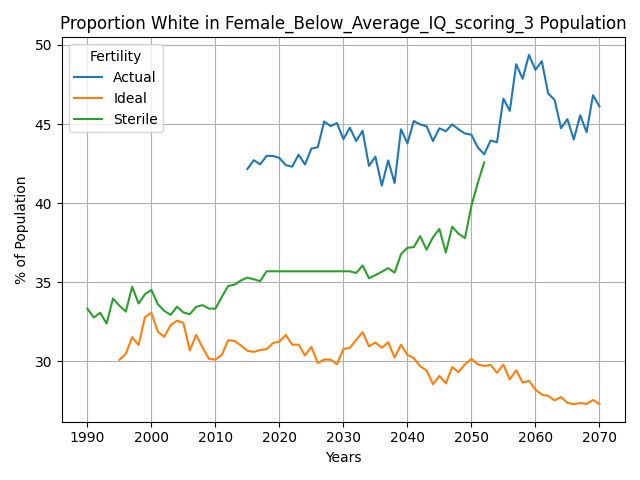 Proportion White in Female_Below_Average_IQ_scoring_3 Population
Fertility
Actual
Ideal
Sterile
% of Population
50
45
40
35
30
1990
2000
2010
2020
2030
2040
2050
2060
2070
Years